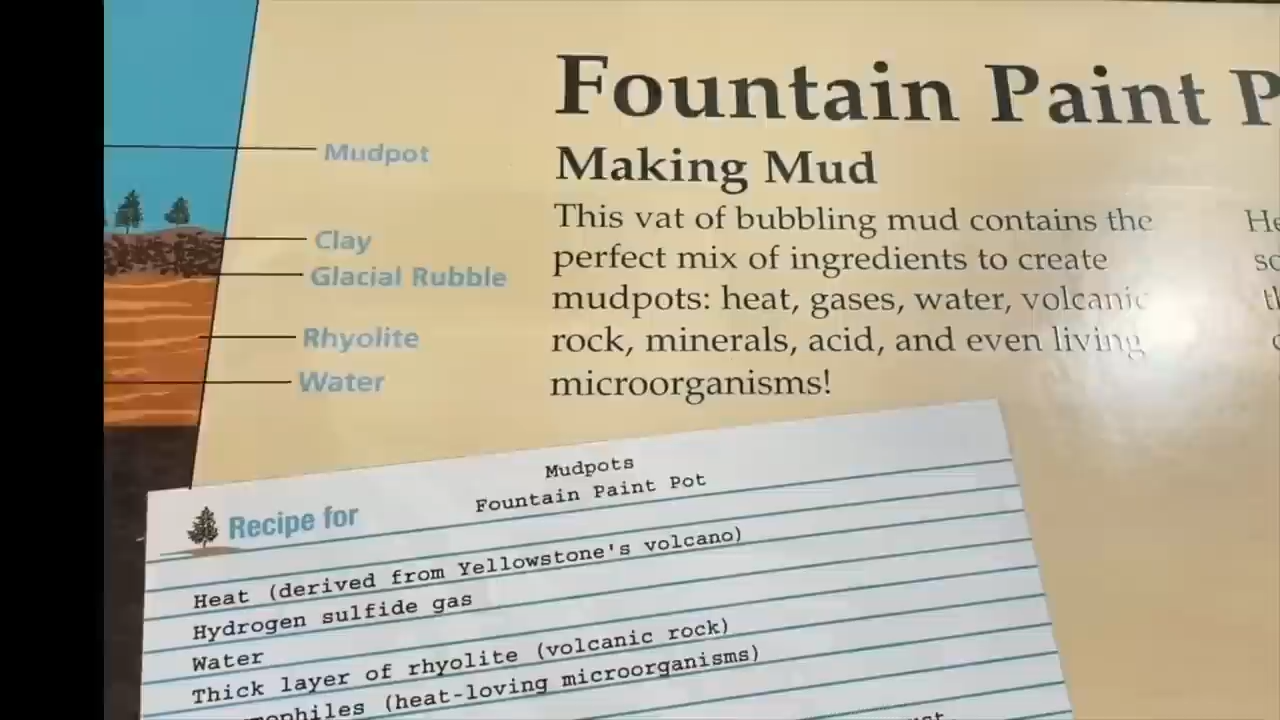 Fountain Paint P
Mudpot
Clay
Glacial Rubble
Rhyolite
Water
Making Mud
This vat of bubbling mud contains the
perfect mix of ingredients to create
mudpots: heat, gases, water, volcanic
rock, minerals, acid, and even living
microorganisms!
Mudpots
Fountain Paint Pot
Recipe for
Heat (derived from Yellowstone's volcano)
Hydrogen sulfide gas
Water
Thick layer of rhyolite (volcanic rock)
(heat-loving microorganisms)